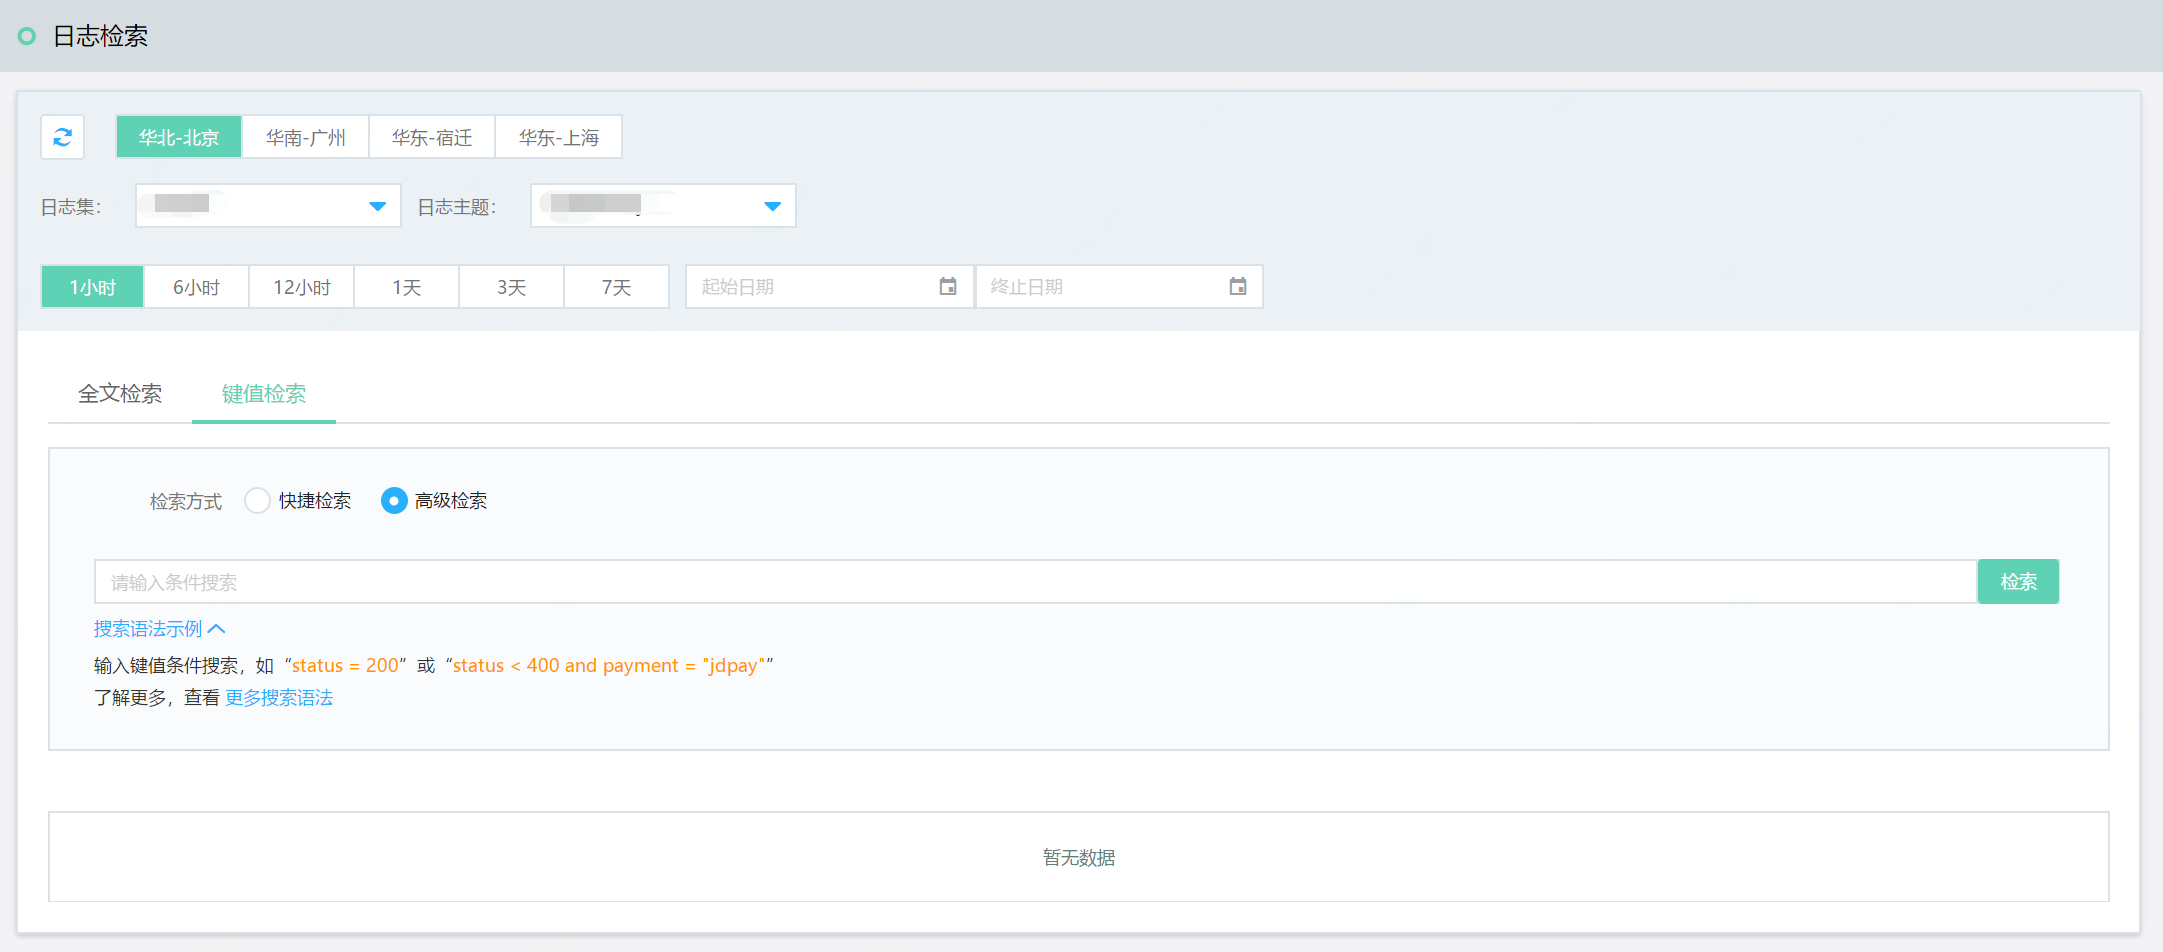 日志检索
华北-北京 华南-广州 华东-宿迁 华东-上海
日志集： 日志主题：
1小时 6小时 12小时 1天 3天 7天 起始日期 终止日期
全文检索 键值检索
检索方式 快捷检索 高级检索
请输入条件搜索 检索
搜索语法示例
输入键值条件搜索，如“status = 200”或“status < 400 and payment = "jdpay"”
了解更多，查看 更多搜索语法
暂无数据